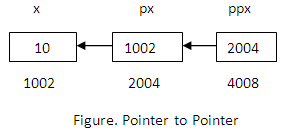 x px ppx
10 1002 2004
1002 2004 4008
Figure. Pointer to Pointer